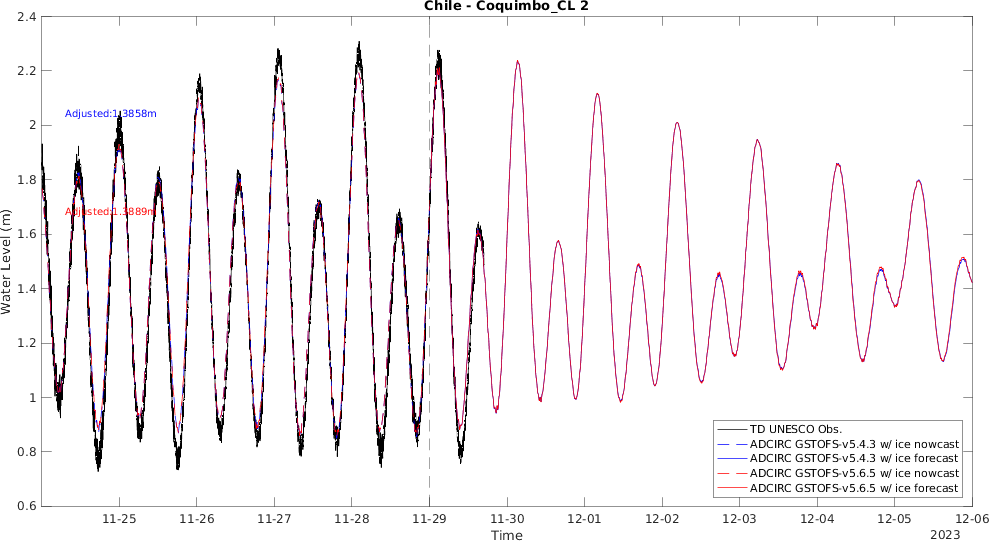 Chile - Coquimbo_CL 2
2.4
2.2
2
1.8
1.6
1.4
1.2
1
0.8
0.6
Water Level (m)
Adjusted:1.3858m
Adjusted:1.3889m
TD UNESCO Obs.
ADCIRC GSTOFS-v5.4.3 w/ ice nowcast
ADCIRC GSTOFS-v5.4.3 w/ ice forecast
ADCIRC GSTOFS-v5.6.5 w/ ice nowcast
ADCIRC GSTOFS-v5.6.5 w/ ice forecast
11-25 11-26 11-27 11-28 11-29 11-30 12-01 12-02 12-03 12-04 12-05 12-06
Time
2023